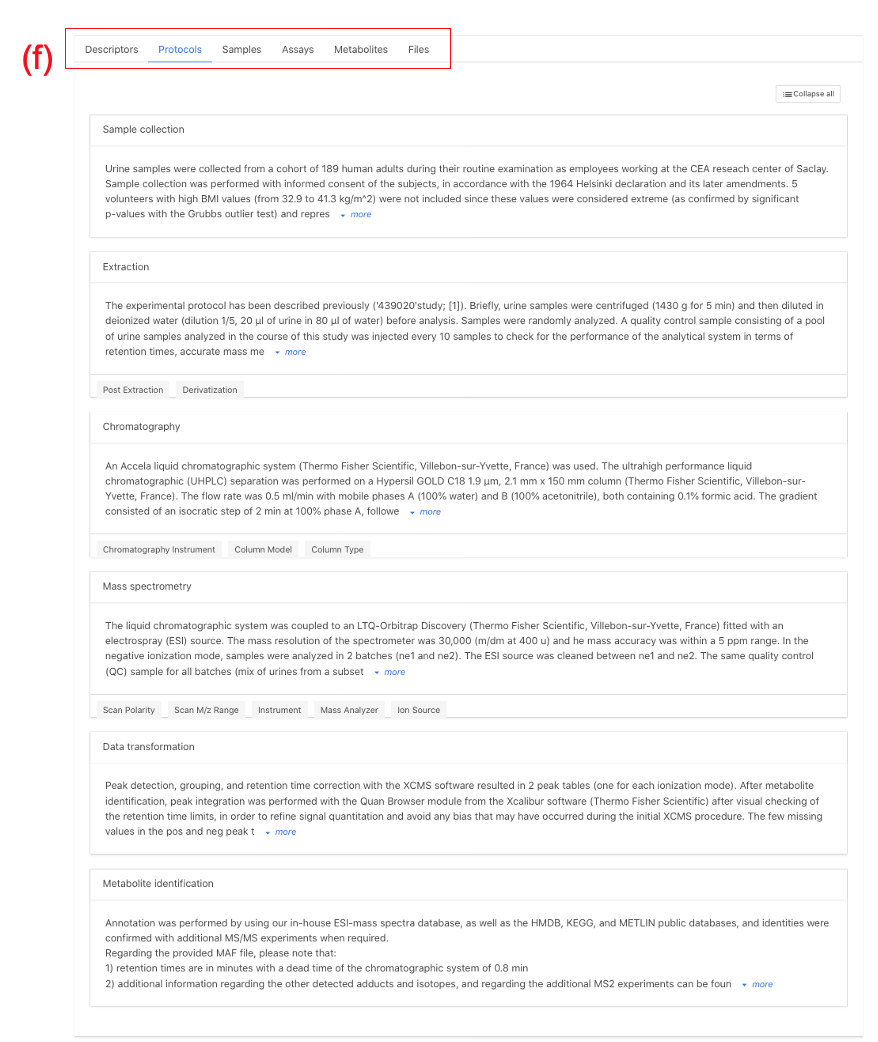 (f)
Descriptors Protocols Samples Assays Metabolites Files
Collapse all
Sample collection
Urine samples were collected from a cohort of 189 human adults during their routine examination as employees working at the CEA reseach center of Saclay.
Sample collection was performed with informed consent of the subjects, in accordance with the 1964 Helsinki declaration and its later amendments. 5
volunteers with high BMI values (from 32.9 to 41.3 kg/m^2) were not included since these values were considered extreme (as confirmed by significant
p-values with the Grubbs outlier test) and repres more
Extraction
The experimental protocol has been described previously ('439020'study; [1]). Briefly, urine samples were centrifuged (1430 g for 5 min) and then diluted in
deionized water (dilution 1/5, 20 µl of urine in 80 µl of water) before analysis. Samples were randomly analyzed. A quality control sample consisting of a pool
of urine samples analyzed in the course of this study was injected every 10 samples to check for the performance of the analytical system in terms of
retention times, accurate mass me more
Post Extraction Derivatization
Chromatography
An Accela liquid chromatographic system (Thermo Fisher Scientific, Villebon-sur-Yvette, France) was used. The ultrahigh performance liquid
chromatographic (UHPLC) separation was performed on a Hypersil GOLD C18 1.9 µm, 2.1 mm x 150 mm column (Thermo Fisher Scientific, Villebon-sur-
Yvette, France). The flow rate was 0.5 ml/min with mobile phases A (100% water) and B (100% acetonitrile), both containing 0.1% formic acid. The gradient
consisted of an isocratic step of 2 min at 100% phase A, followe more
Chromatography Instrument Column Model Column Type
Mass spectrometry
The liquid chromatographic system was coupled to an LTQ-Orbitrap Discovery (Thermo Fisher Scientific, Villebon-sur-Yvette, France) fitted with an
electrospray (ESI) source. The mass resolution of the spectrometer was 30,000 (m/dm at 400 u) and he mass accuracy was within a 5 ppm range. In the
negative ionization mode, samples were analyzed in 2 batches (ne1 and ne2). The ESI source was cleaned between ne1 and ne2. The same quality control
(QC) sample for all batches (mix of urines from a subset more
Scan Polarity Scan M/z Range Instrument Mass Analyzer Ion Source
Data transformation
Peak detection, grouping, and retention time correction with the XCMS software resulted in 2 peak tables (one for each ionization mode). After metabolite
identification, peak integration was performed with the Quan Browser module from the Xcalibur software (Thermo Fisher Scientific) after visual checking of
the retention time limits, in order to refine signal quantitation and avoid any bias that may have occurred during the initial XCMS procedure. The few missing
values in the pos and neg peak t more
Metabolite identification
Annotation was performed by using our in-house ESI-mass spectra database, as well as the HMDB, KEGG, and METLIN public databases, and identities were
confirmed with additional MS/MS experiments when required.
Regarding the provided MAF file, please note that:
1) retention times are in minutes with a dead time of the chromatographic system of 0.8 min
2) additional information regarding the other detected adducts and isotopes, and regarding the additional MS2 experiments can be foun more